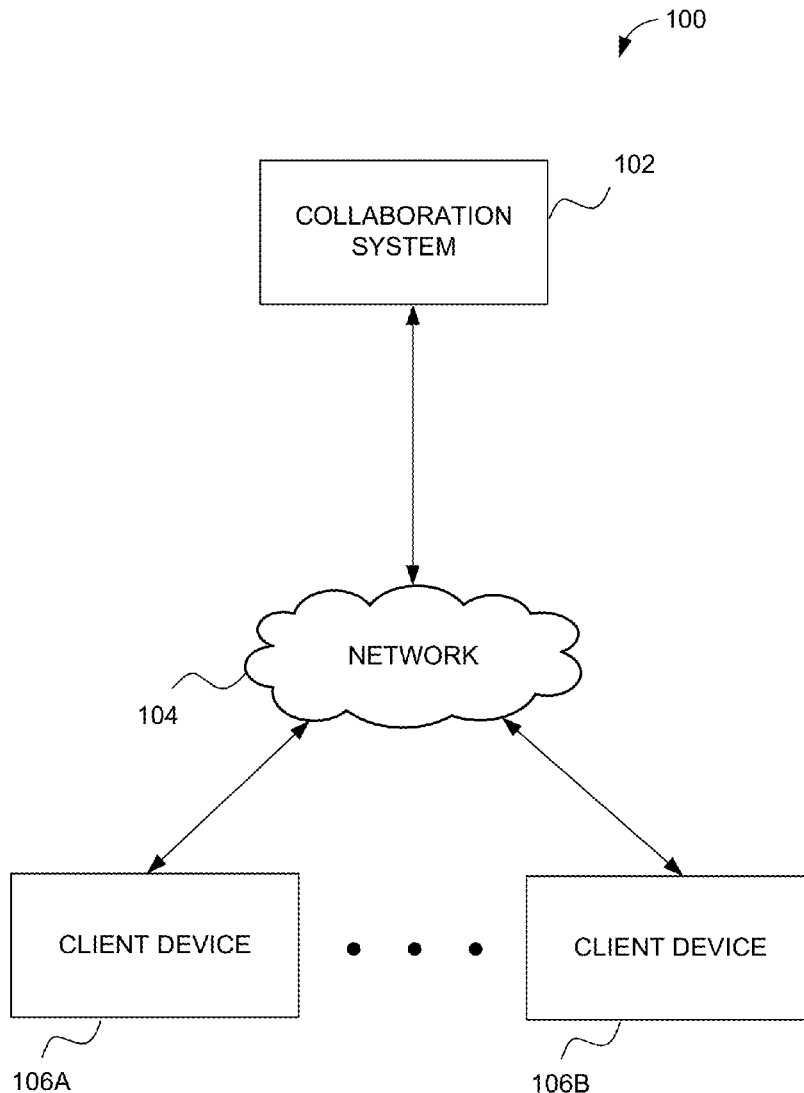 100
102
COLLABORATION
SYSTEM
NETWORK
104
CLIENT DEVICE
CLIENT DEVICE
106A
106B